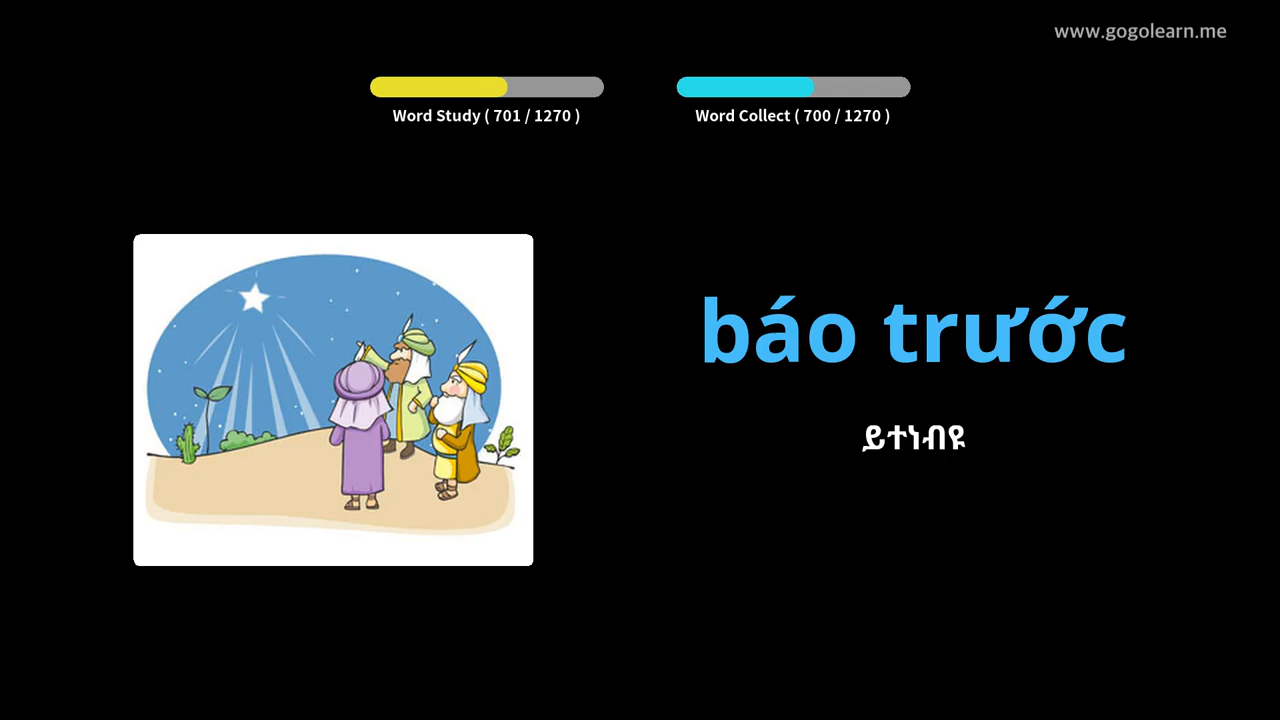 www.gogolearn.me
Word Study ( 701 / 1270 )
Word Collect ( 700 / 1270 )
báo trước
ይተነብዩ